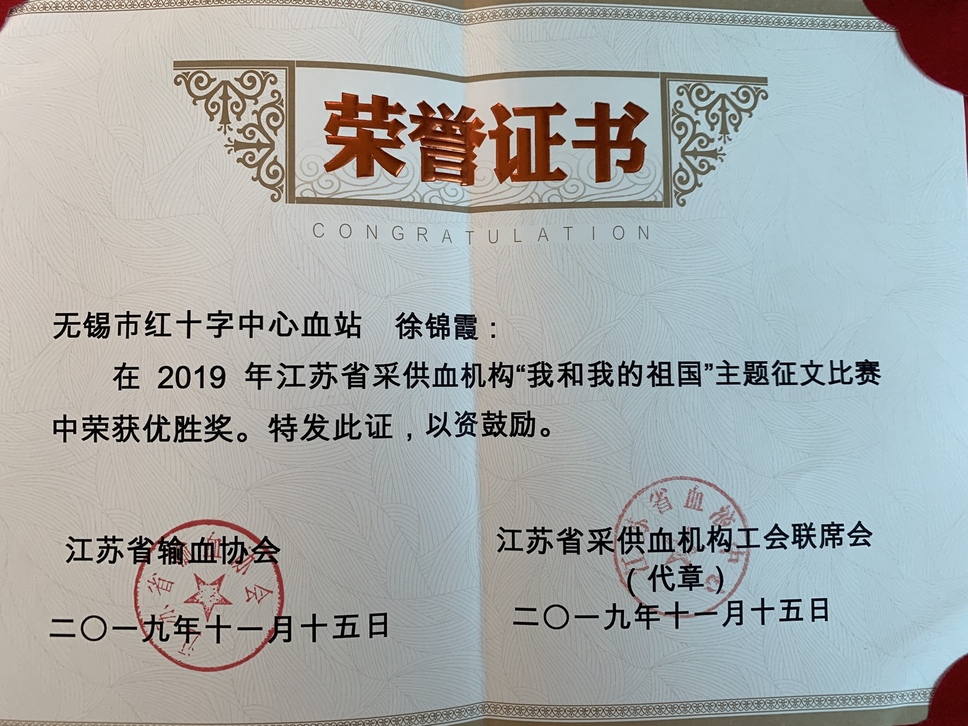 荣誉证书
CONGRATULATION
无锡市红十字中心血站 徐锦霞：
在 2019 年江苏省采供血机构“我和我的祖国”主题征文比赛
中荣获优胜奖。特发此证，以资鼓励。
江苏省输血协会
二〇一九年十一月十五日
江苏省采供血机构工会联席会
（代章）
二〇一九年十一月十五日